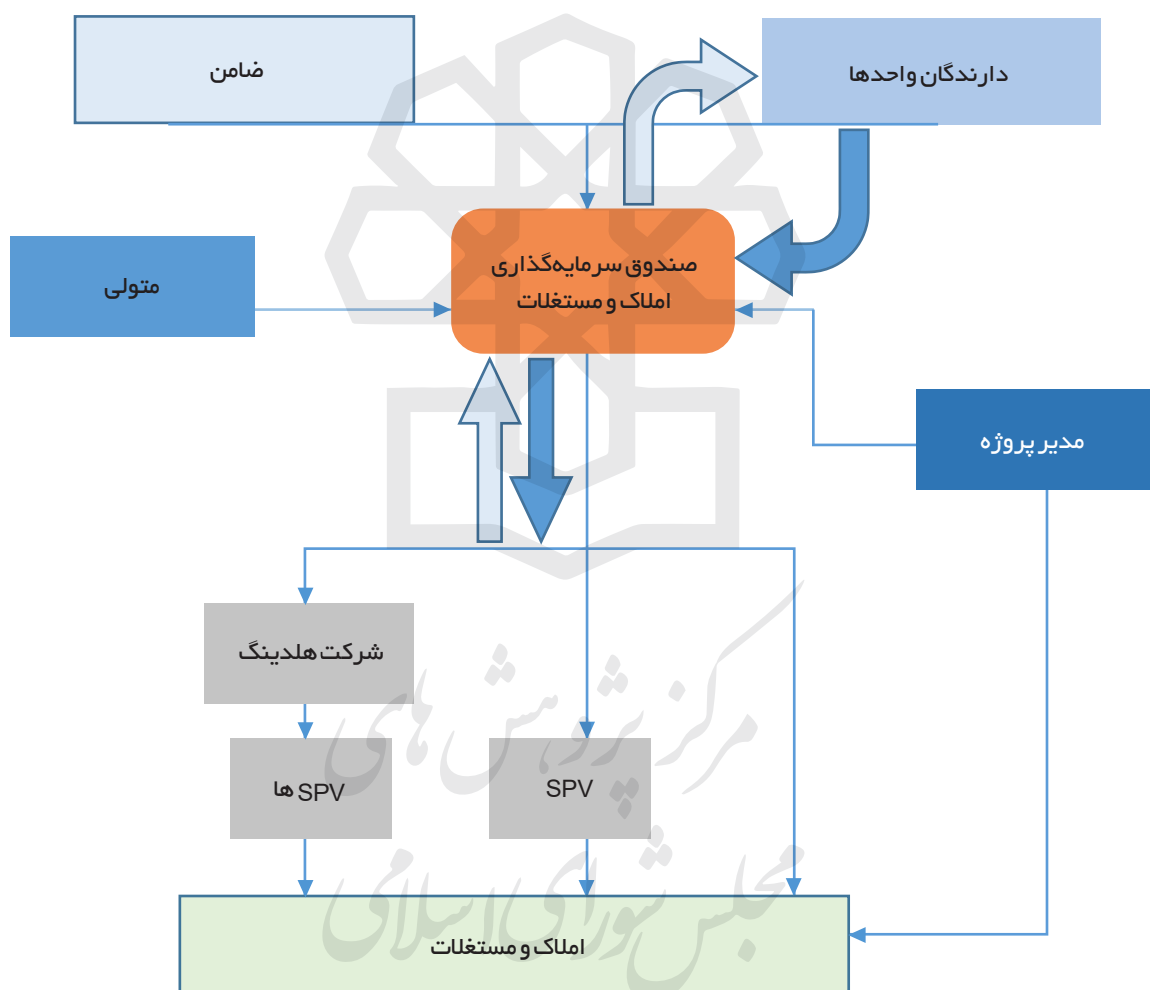 ضامن
دارندگان واحدها
صندوق سرمایه‌گذاری
املاک و مستغلات
متولی
مدیر پروژه
شرکت هلدینگ
SPV ها
SPV
املاک و مستغلات
مرکز پژوهش های
مجلس شورای اسلامی